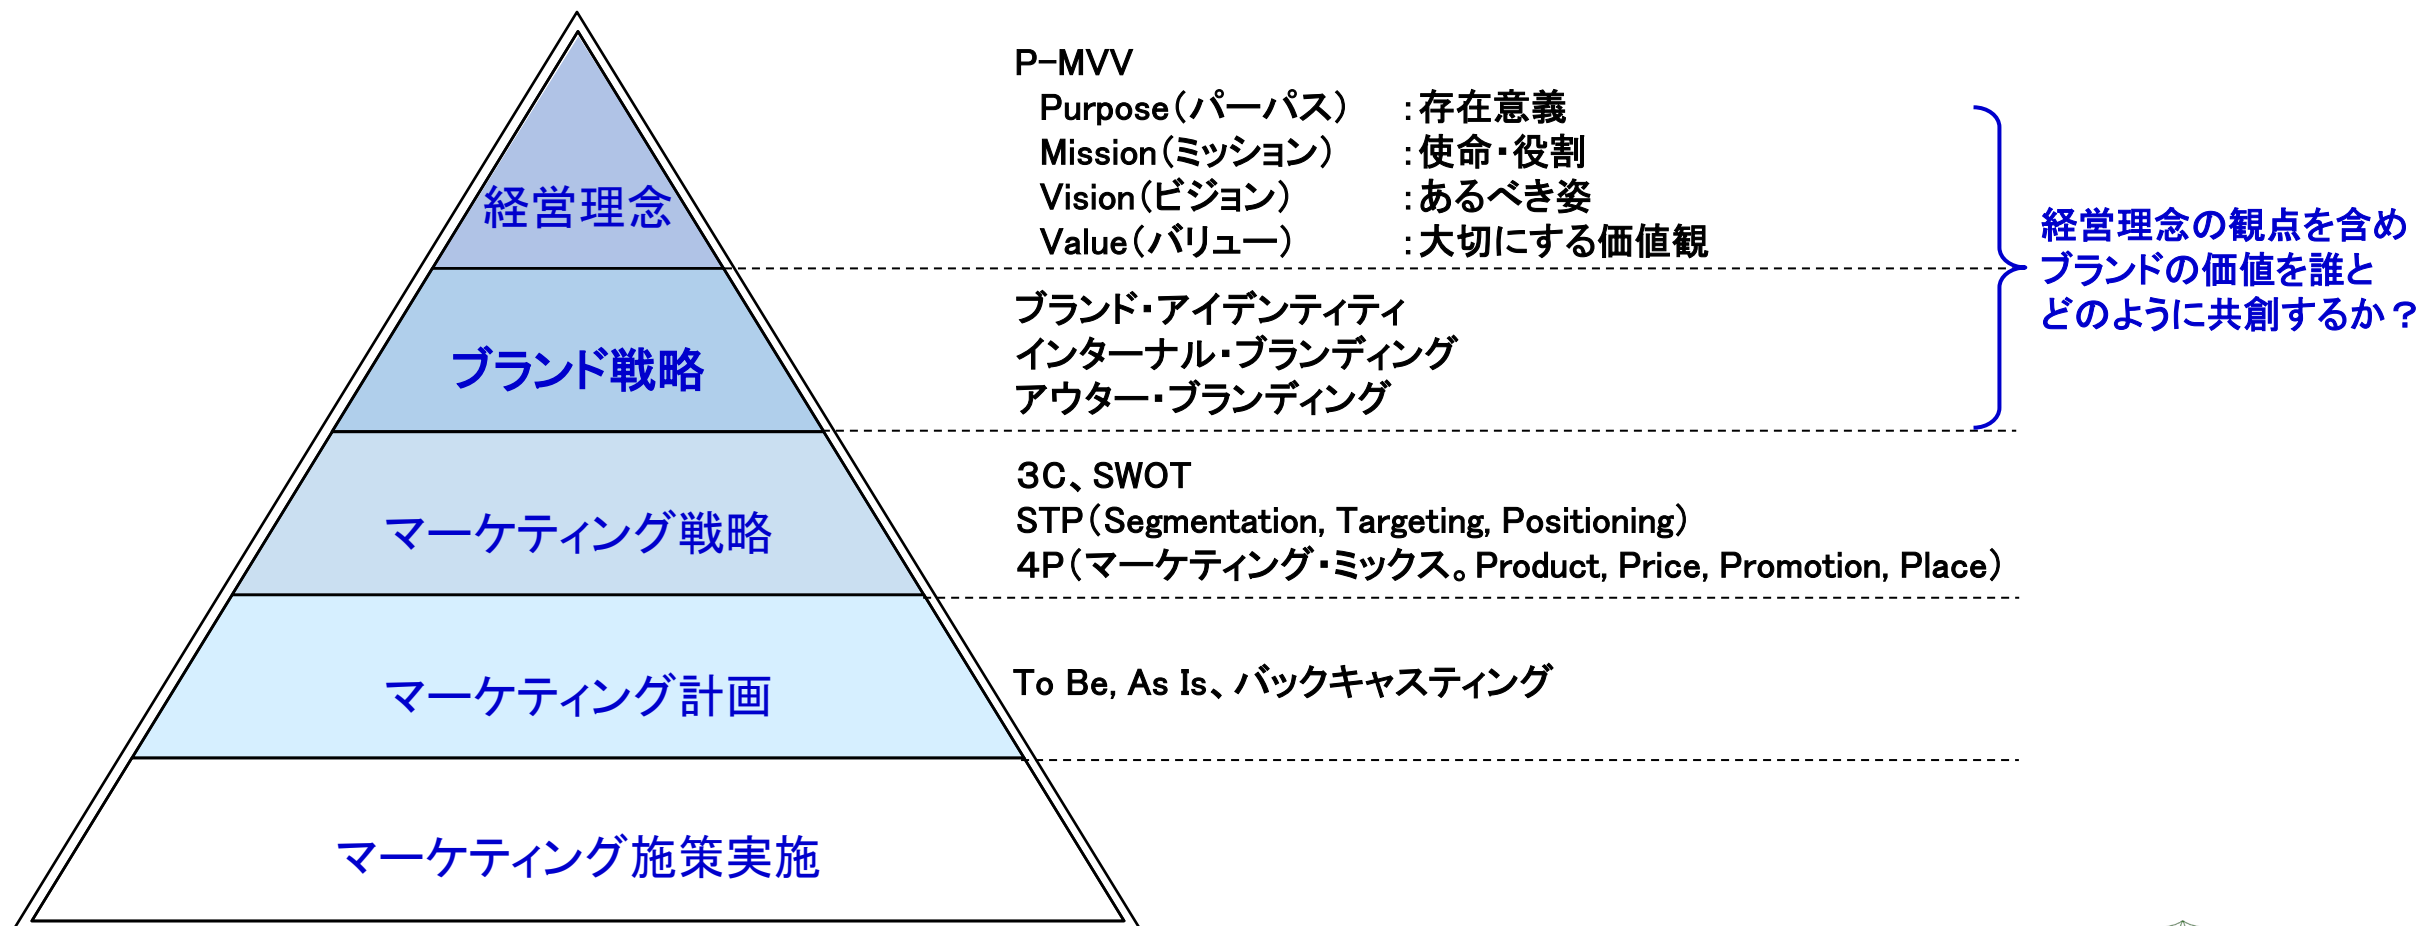 経営理念
ブランド戦略
マーケティング戦略
マーケティング計画
マーケティング施策実施
P-MVV
Purpose（パーパス）　：存在意義
Mission（ミッション）　：使命・役割
Vision（ビジョン）　：あるべき姿
Value（バリュー）　：大切にする価値観
ブランド・アイデンティティ
インターナル・ブランディング
アウター・ブランディング
３C、SWOT
STP（Segmentation, Targeting, Positioning）
４P（マーケティング・ミックス。Product, Price, Promotion, Place）
To Be, As Is、バックキャスティング
経営理念の観点を含め
ブランドの価値を誰と
どのように共創するか？